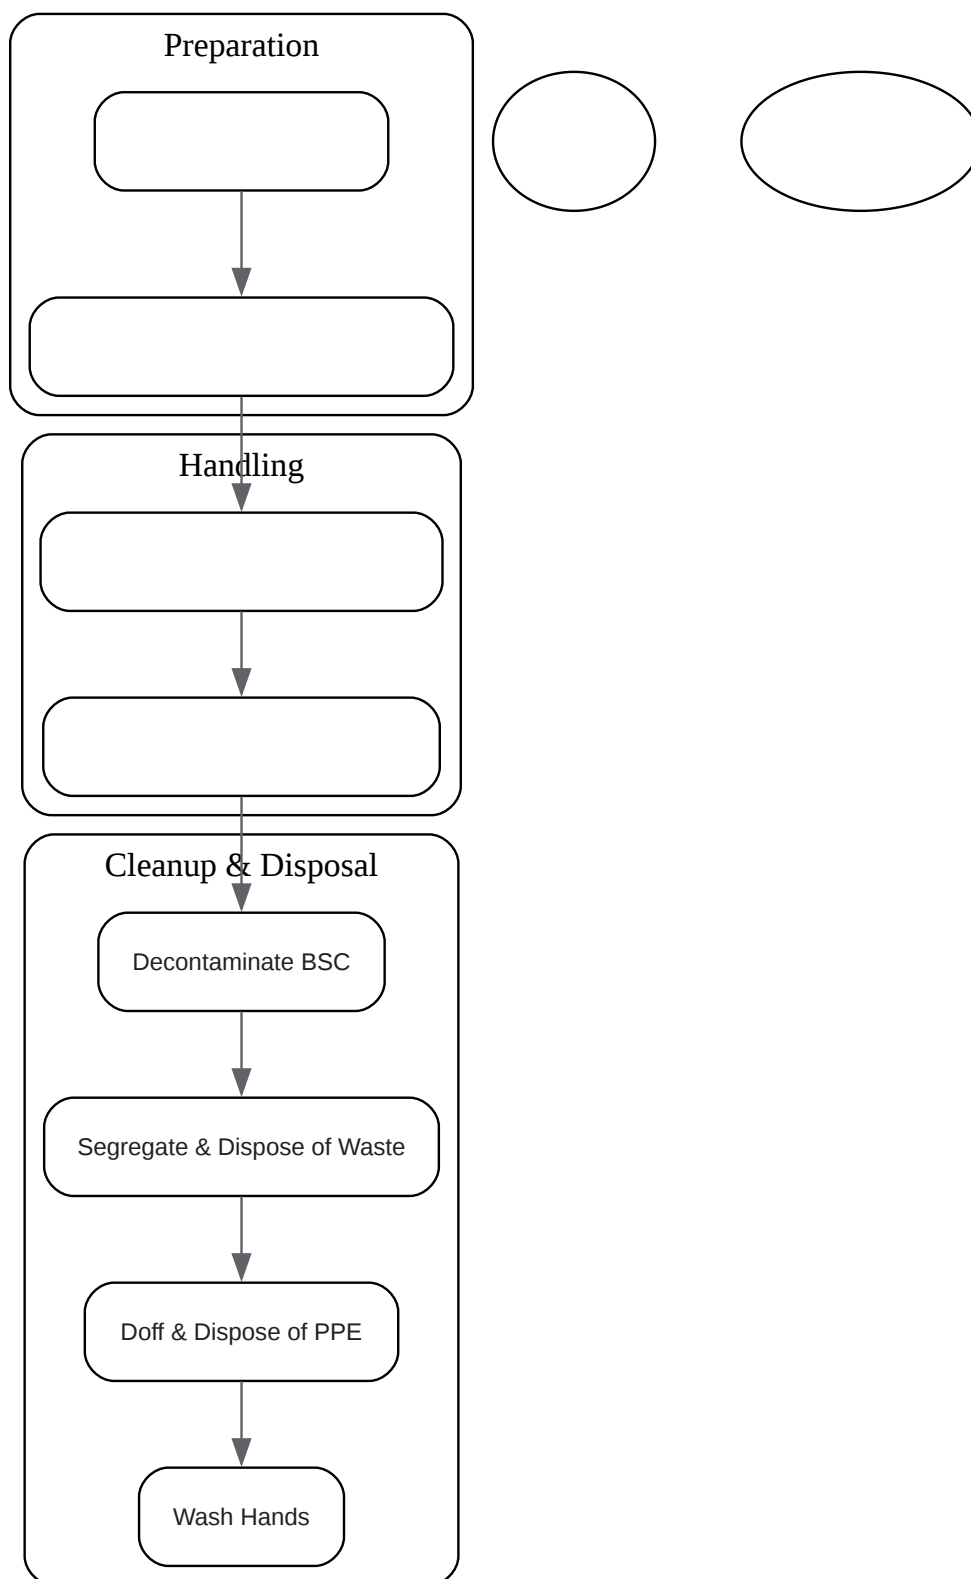 Preparation
Handling
Cleanup & Disposal
Decontaminate BSC
Segregate & Dispose of Waste
Doff & Dispose of PPE
Wash Hands